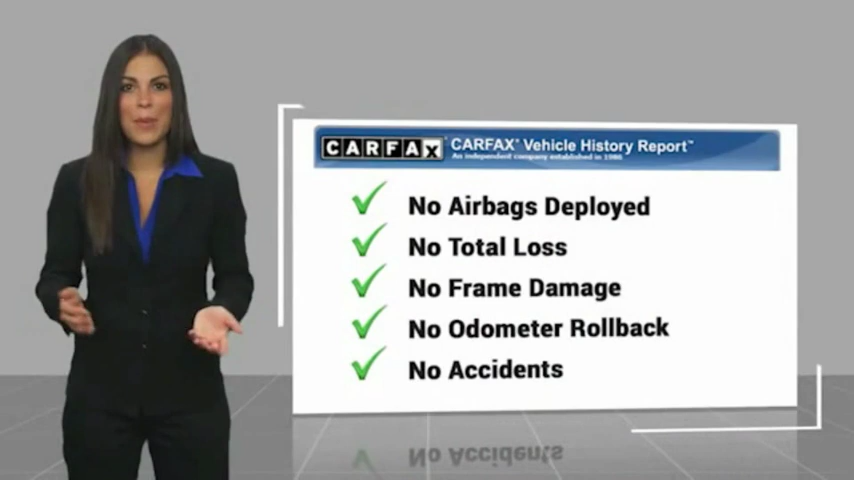 CARFAX CARFAX® Vehicle History Report™
An independent company established in 1986
No Airbags Deployed
No Total Loss
No Frame Damage
No Odometer Rollback
No Accidents
No Accidents